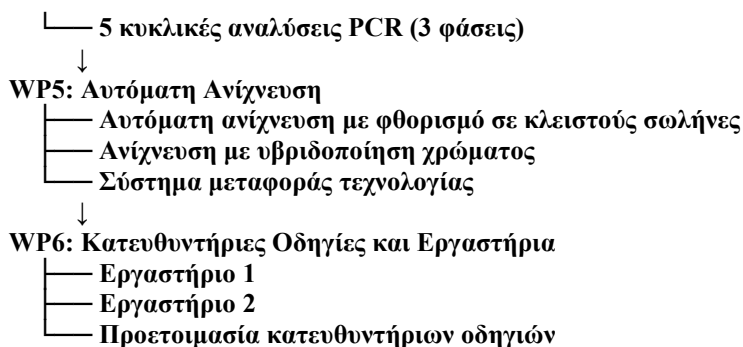 └── 5 κυκλικές αναλύσεις PCR (3 φάσεις)
↓
WP5: Αυτόματη Ανίχνευση
├── Αυτόματη ανίχνευση με φθορισμό σε κλειστούς σωλήνες
├── Ανίχνευση με υβριδοποίηση χρώματος
└── Σύστημα μεταφοράς τεχνολογίας
↓
WP6: Κατευθυντήριες Οδηγίες και Εργαστήρια
├── Εργαστήριο 1
├── Εργαστήριο 2
└── Προετοιμασία κατευθυντήριων οδηγιών